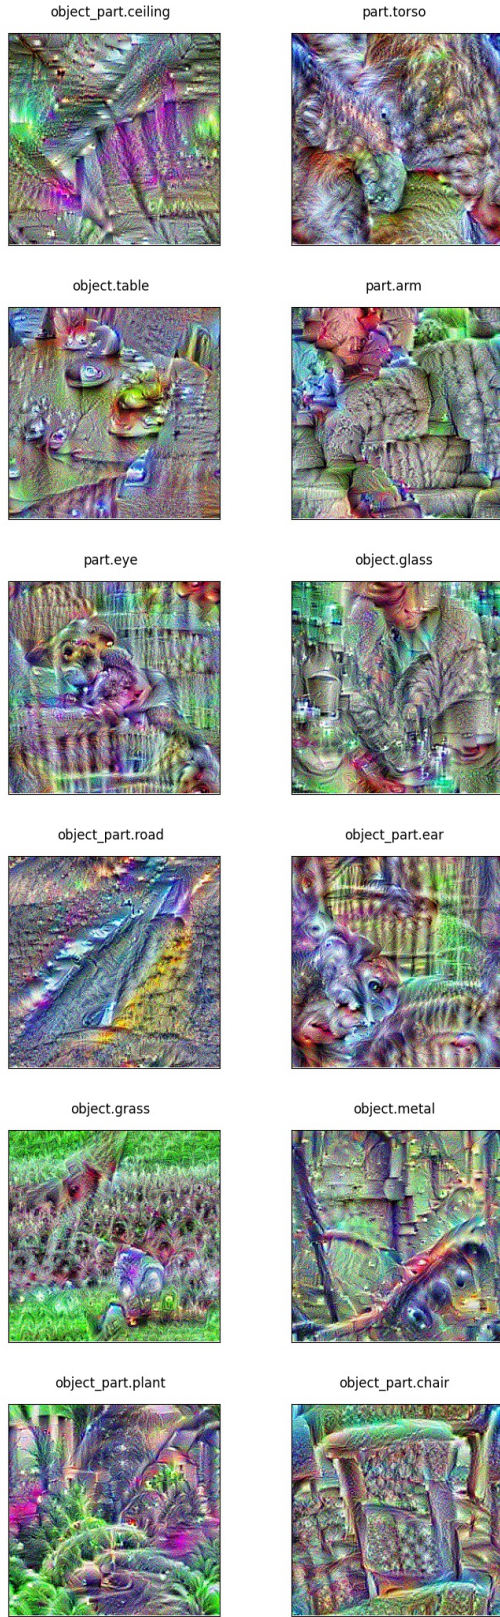 object_part.ceiling
part.torso
object.table
part.arm
part.eye
object.glass
object_part.road
object_part.ear
object.grass
object.metal
object_part.plant
object_part.chair